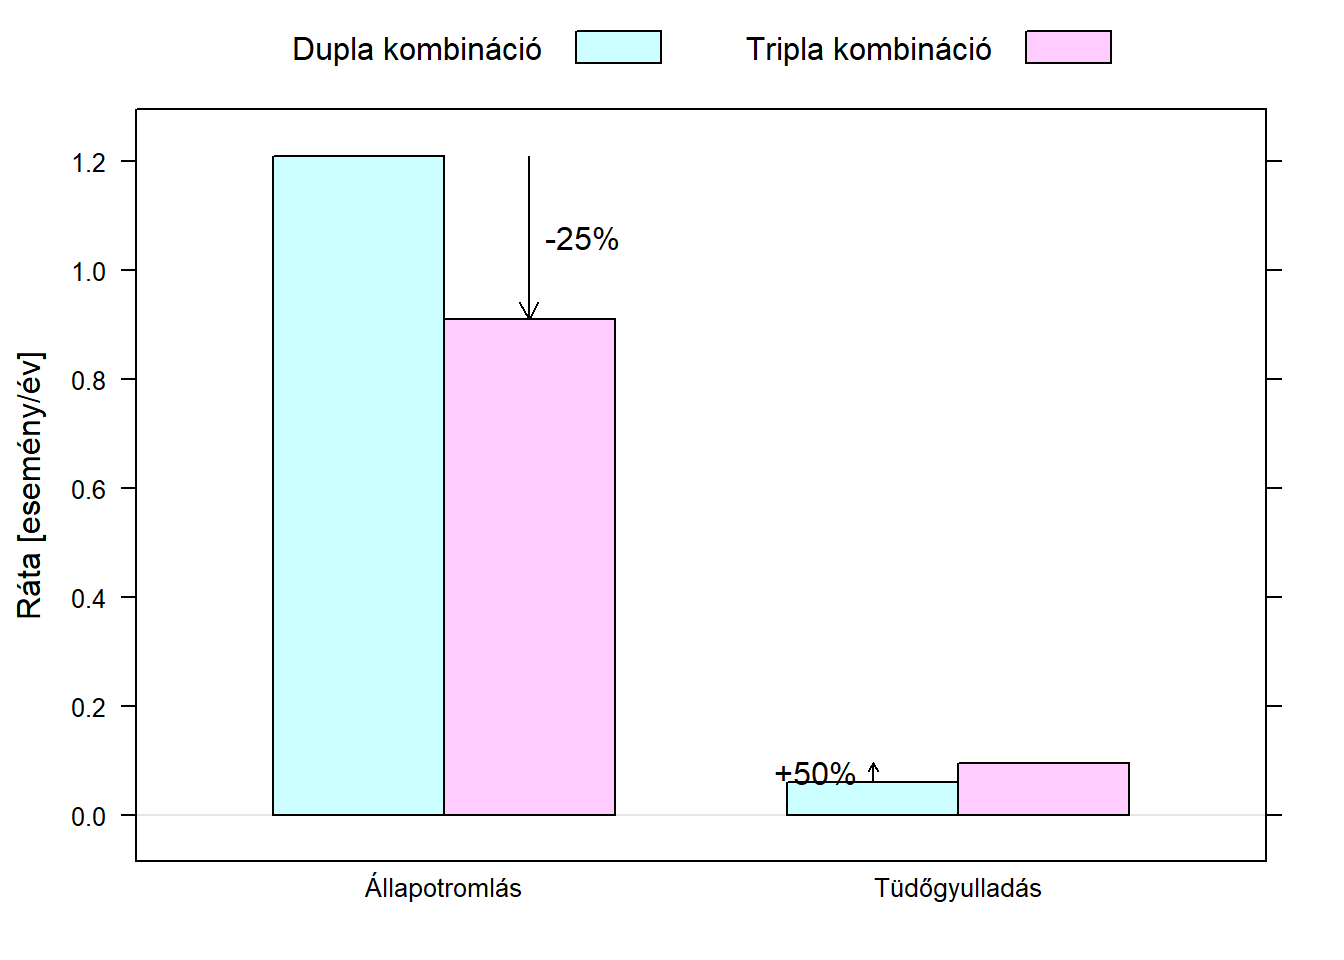 Dupla kombináció
Tripla kombináció
Ráta [esemény/év]
1.2
1.0
0.8
0.6
0.4
0.2
0.0
-25%
+50%
Állapotromlás
Tüdőgyulladás